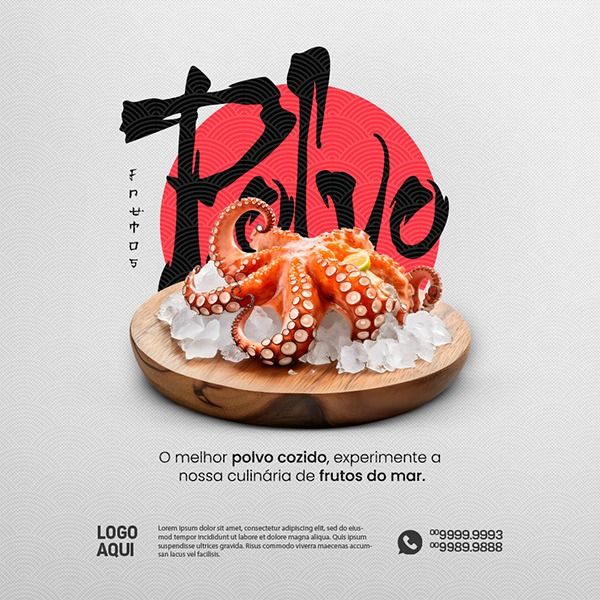 Polvo
Frutos
O melhor polvo cozido, experimente a
nossa culinária de frutos do mar.
LOGO
AQUI
Lorem ipsum dolor sit amet, consectetur adipiscing elit, sed do eius-
mod tempor incididunt ut labore et dolore magna aliqua. Quis ipsum
suspendisse ultrices gravida. Risus commodo viverra maecenas accum-
san lacus vel facilisis.
009999.9993
009989.9888